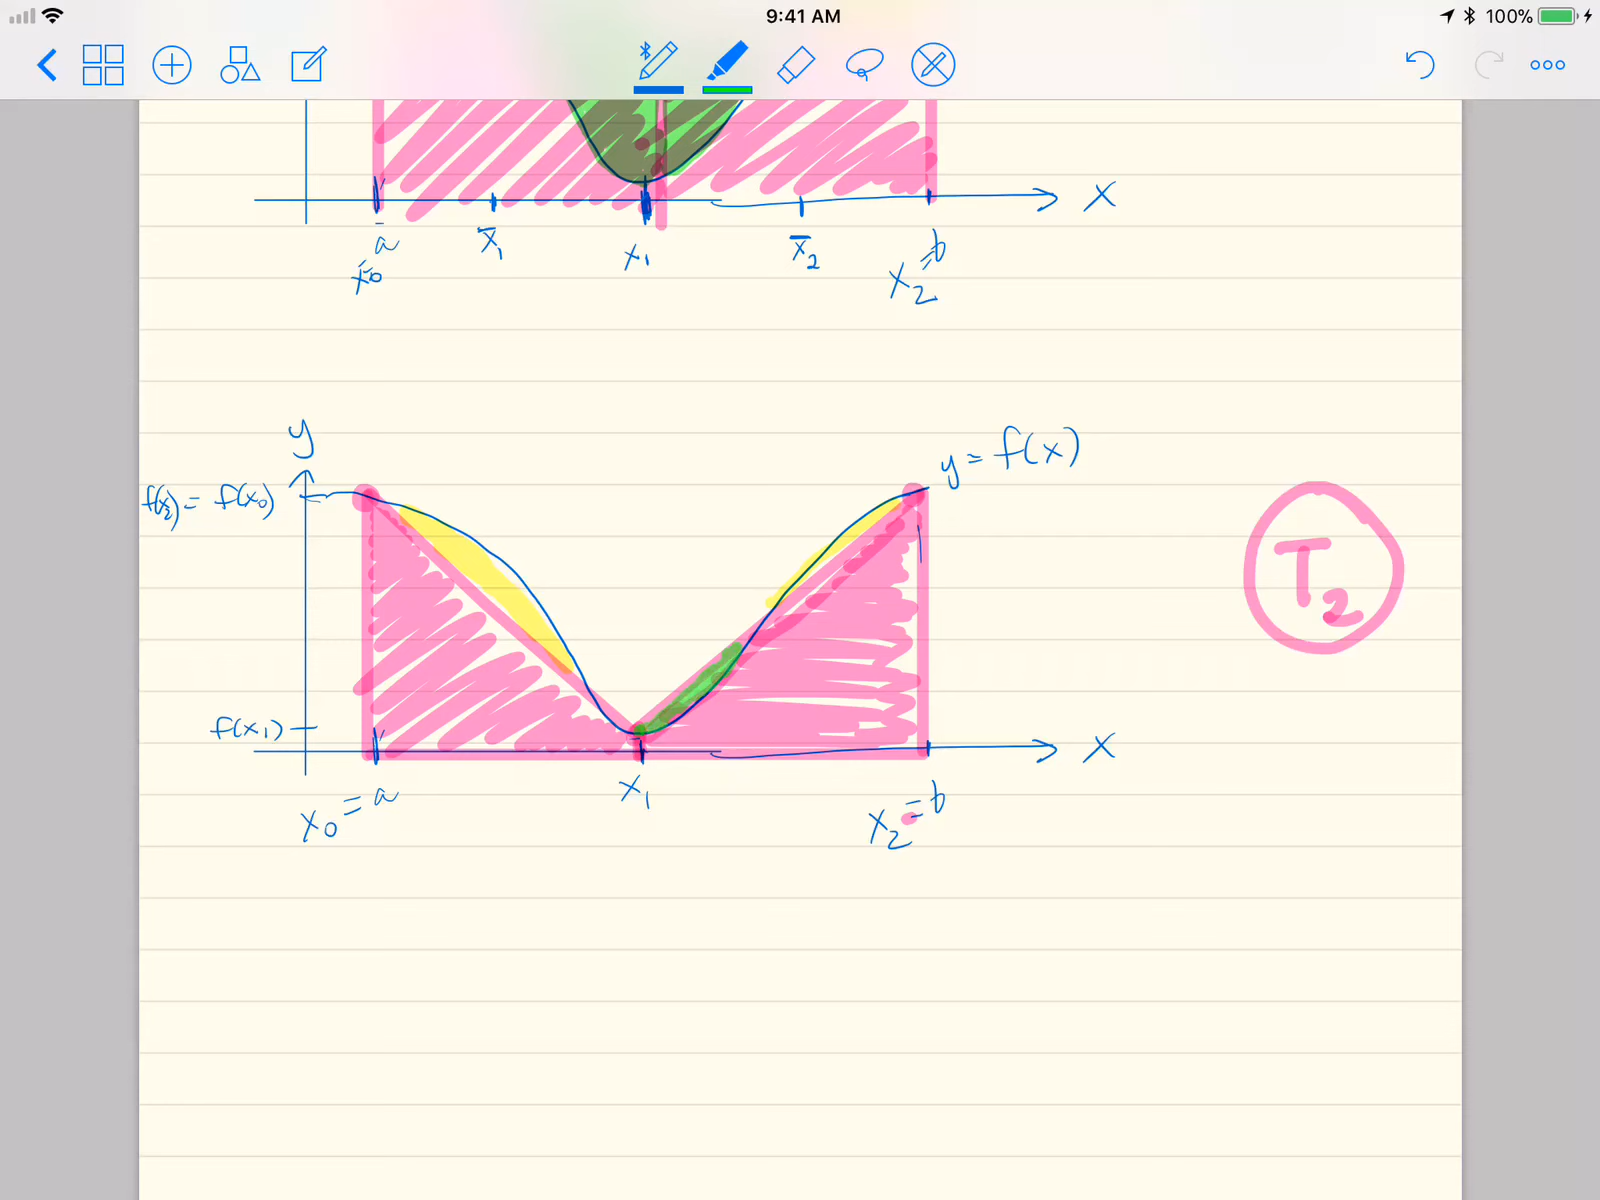 9:41 AM
100%
x
a
x̄₁
x₁
x̄₂
= b
x₀
x₂
y
y = f(x)
f(x₂) = f(x₀)
T₂
f(x₁)
x
x₀ = a
x₁
x₂ = b